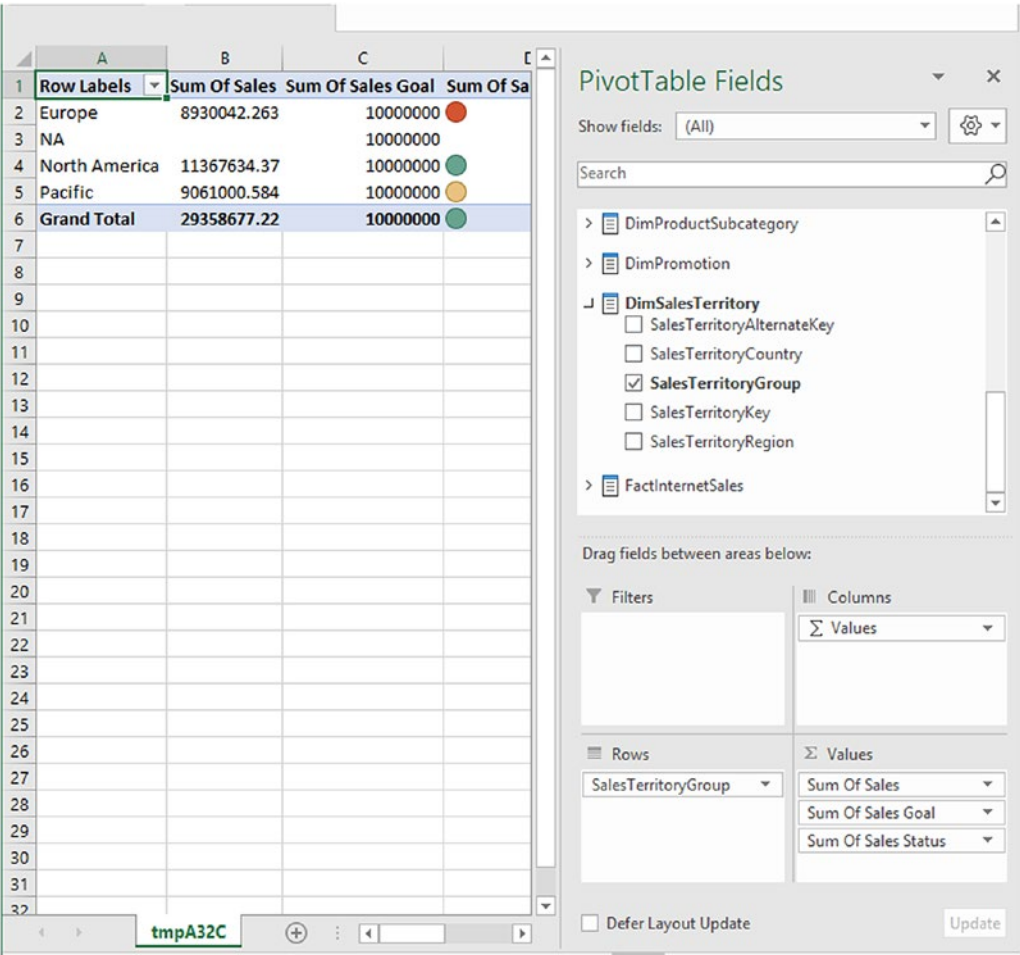 A B C D
1 Row Labels Sum Of Sales Sum Of Sales Goal Sum Of Sa
2 Europe 8930042.263 10000000
3 NA 10000000
4 North America 11367634.37 10000000
5 Pacific 9061000.584 10000000
6 Grand Total 29358677.22 10000000
7
8
9
10
11
12
13
14
15
16
17
18
19
20
21
22
23
24
25
26
27
28
29
30
31
32
tmpA32C
PivotTable Fields
Show fields: (All)
Search
DimProductSubcategory
DimPromotion
DimSalesTerritory
SalesTerritoryAlternateKey
SalesTerritoryCountry
SalesTerritoryGroup
SalesTerritoryKey
SalesTerritoryRegion
FactInternetSales
Drag fields between areas below:
Filters
Columns
Σ Values
Rows
Σ Values
SalesTerritoryGroup
Sum Of Sales
Sum Of Sales Goal
Sum Of Sales Status
Defer Layout Update
Update